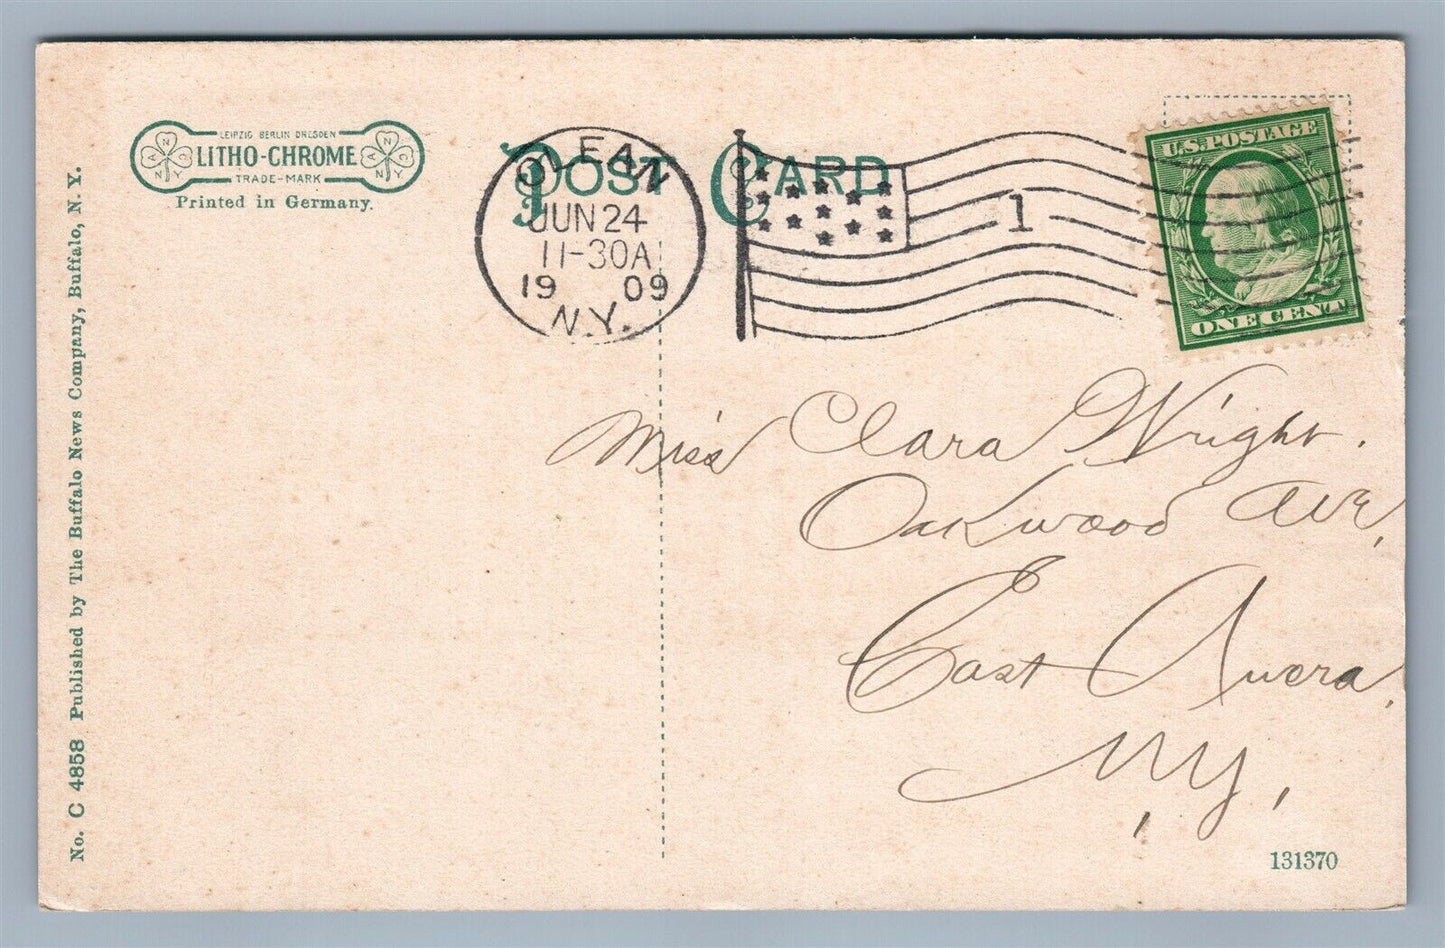 LEIPZIG BERLIN DRESDEN
LITHO-CHROME
TRADE-MARK
Printed in Germany.
POST CARD
OLEAN
JUN 24
11-30A
19 09
N.Y.
1
U.S. POSTAGE
ONE CENT
Miss Clara Wright.
Oakwood Ave,
East Aurora,
N,y,
131370
No. C 4858 Published by The Buffalo News Company, Buffalo, N. Y.